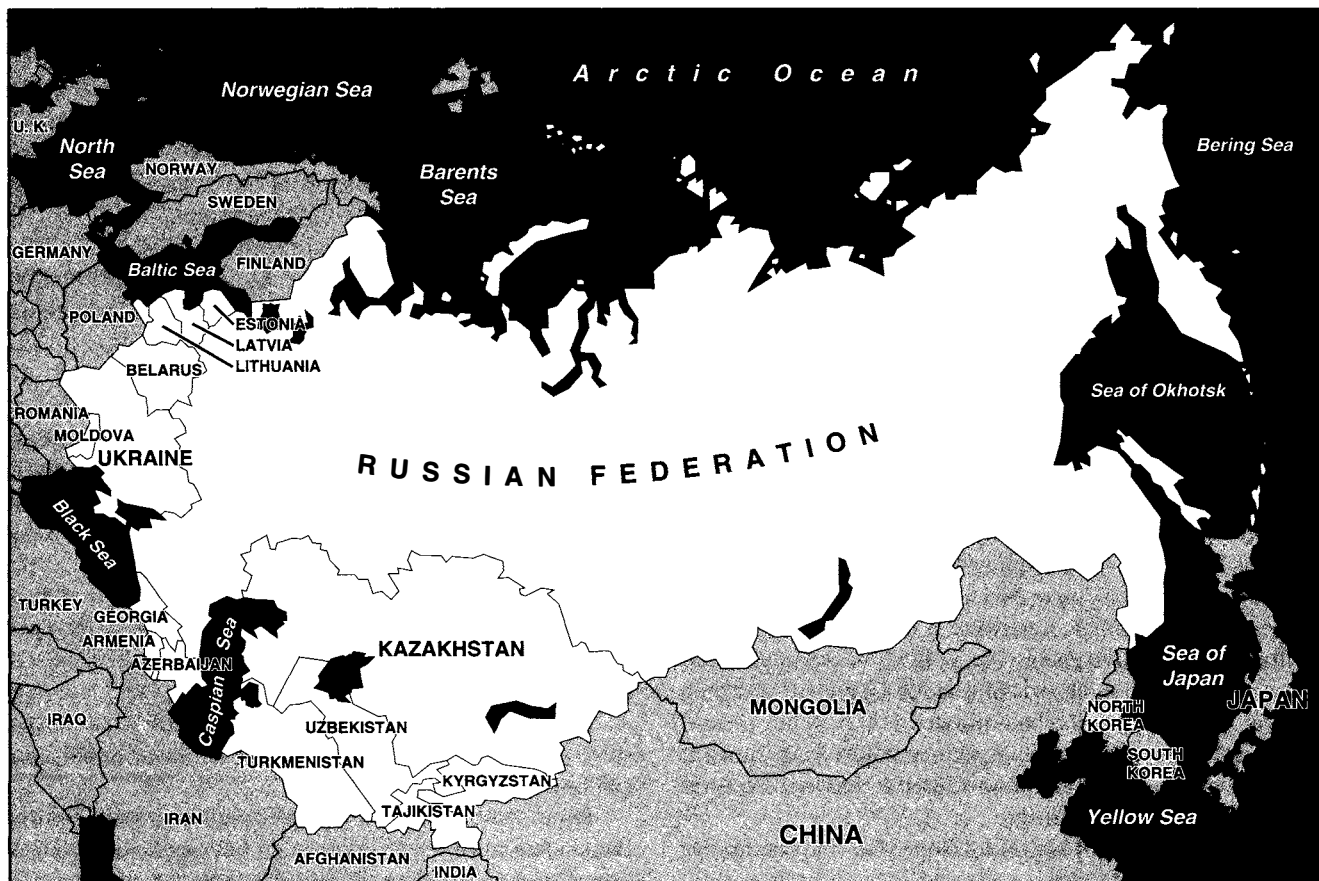 Arctic Ocean
Norwegian Sea
U. K.
North
Sea
Bering Sea
NORWAY
Barents
Sea
SWEDEN
GERMANY
Baltic Sea
FINLAND
POLAND
ESTONIA
LATVIA
LITHUANIA
BELARUS
Sea of Okhotsk
ROMANIA
MOLDOVA
UKRAINE
RUSSIAN FEDERATION
Black Sea
TURKEY
GEORGIA
ARMENIA
AZERBAIJAN
Caspian Sea
KAZAKHSTAN
Sea of
Japan
JAPAN
IRAQ
UZBEKISTAN
MONGOLIA
NORTH
KOREA
TURKMENISTAN
KYRGYZSTAN
SOUTH
KOREA
TAJIKISTAN
IRAN
CHINA
Yellow Sea
AFGHANISTAN
INDIA